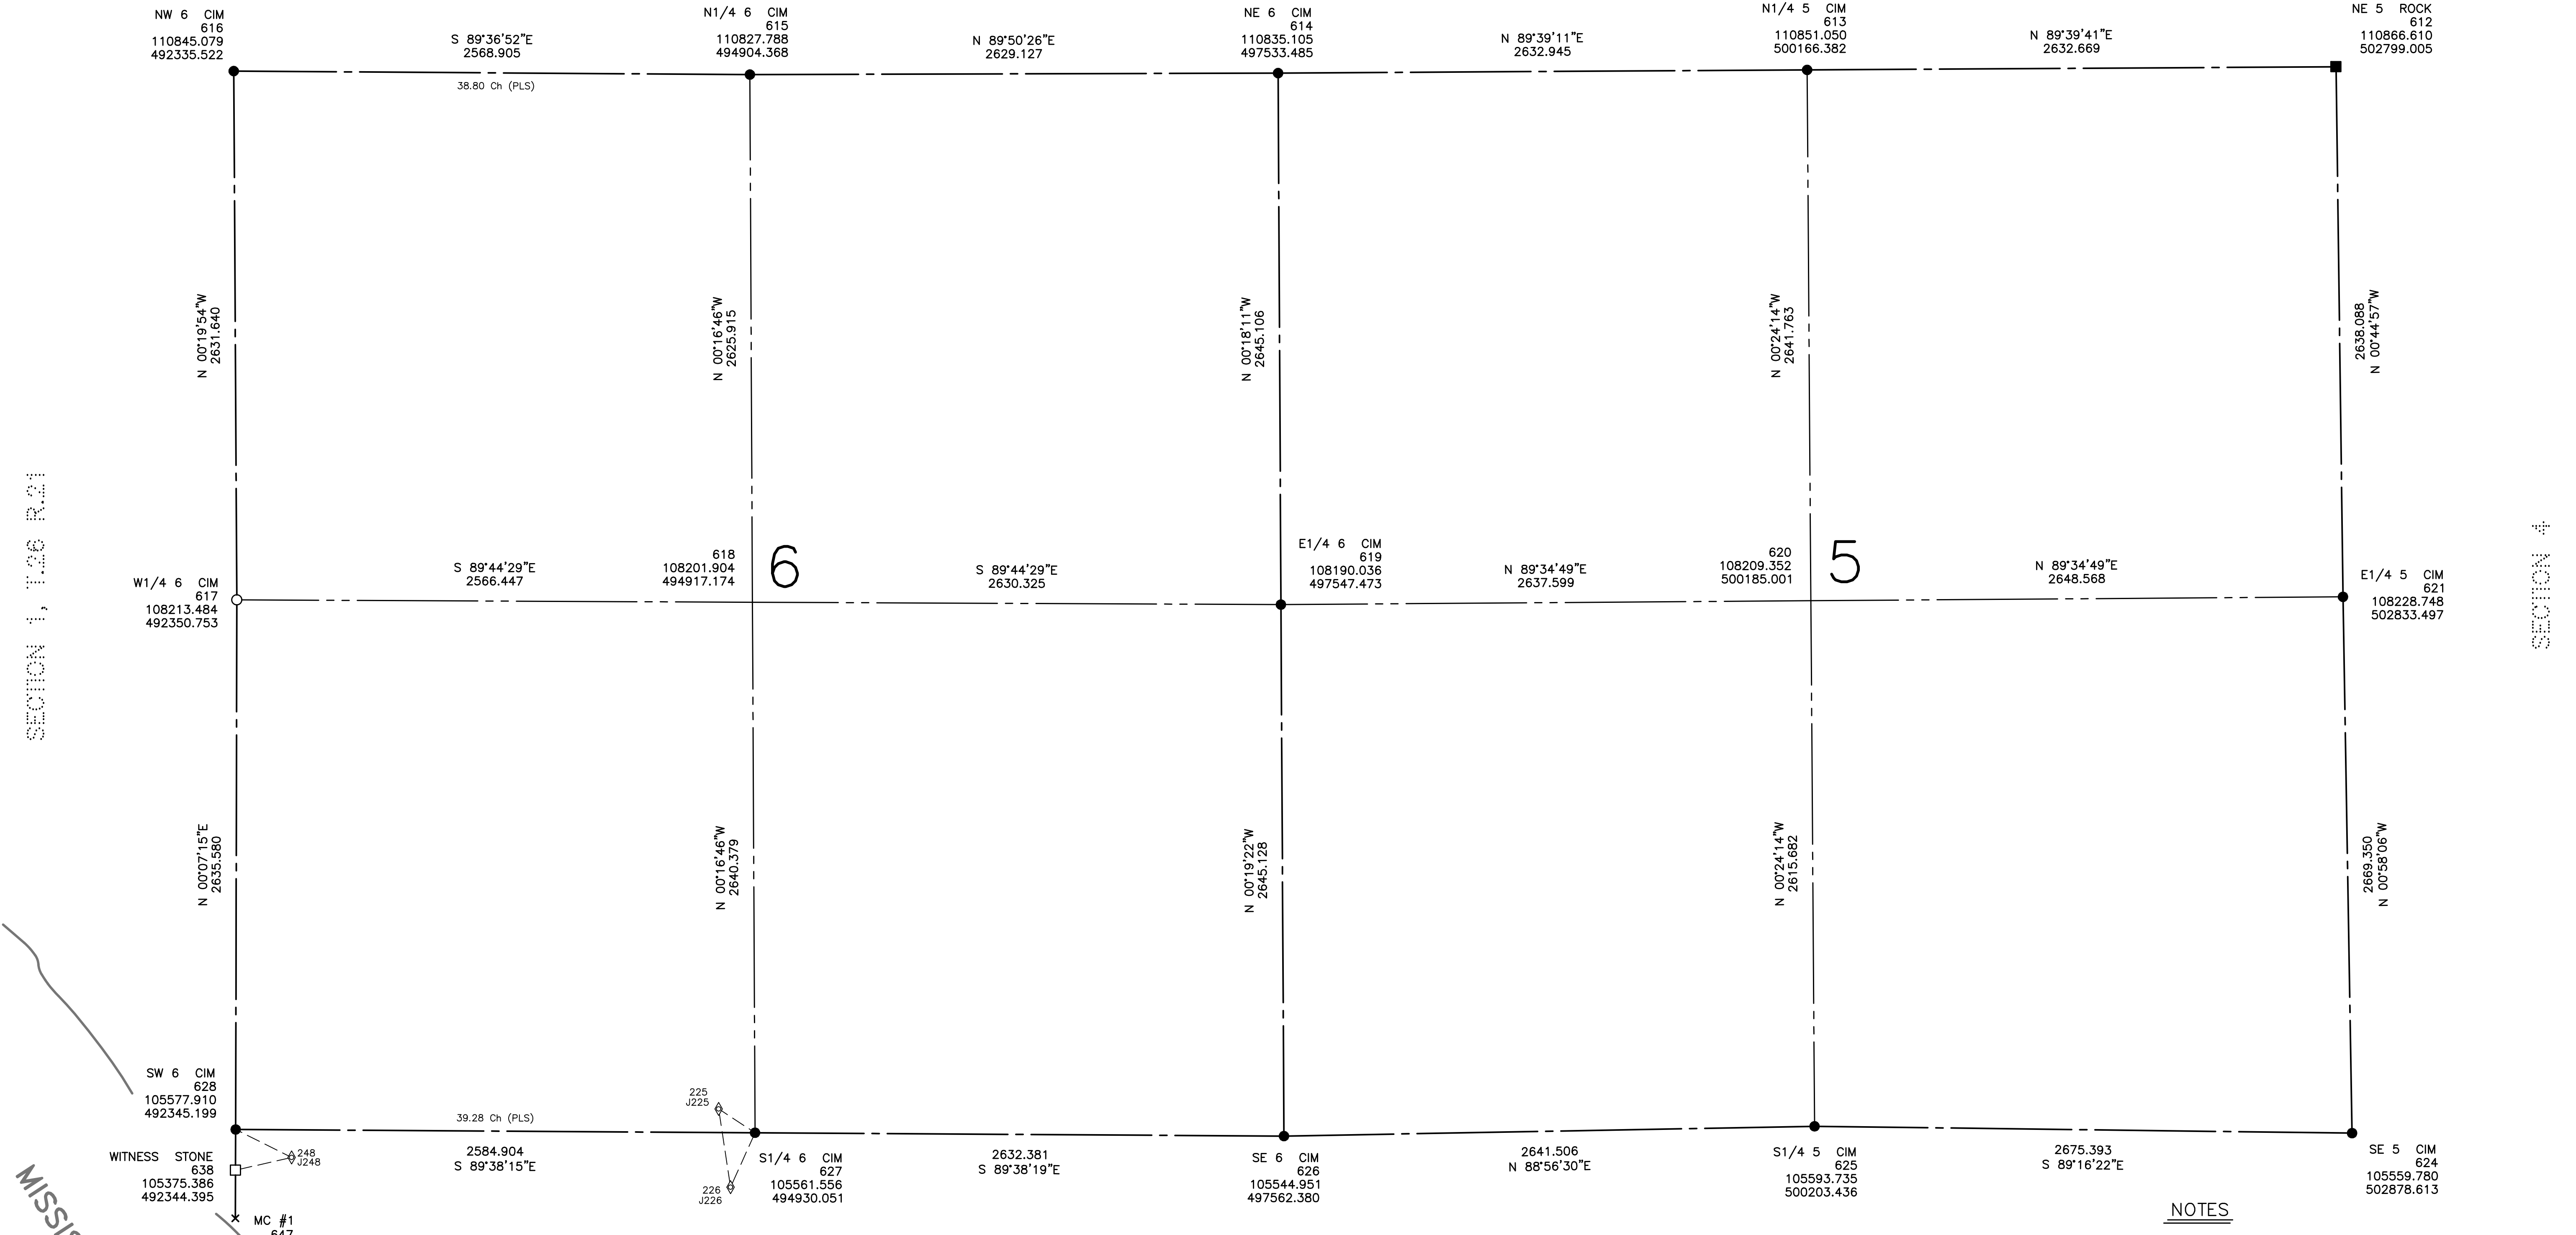 NW 6 CIM
616
110845.079
492335.522
S 89°36'52"E
2568.905
38.80 Ch (PLS)
N1/4 6 CIM
615
110827.788
494904.368
N 89°50'26"E
2629.127
NE 6 CIM
614
110835.105
497533.485
N 89°39'11"E
2632.945
N1/4 5 CIM
613
110851.050
500166.382
N 89°39'41"E
2632.669
NE 5 ROCK
612
110866.610
502799.005
N 00°19'54"W
2631.640
N 00°16'46"W
2625.915
N 00°18'11"W
2645.106
N 00°24'14"W
2641.763
2638.088
N 00°44'57"W
SECTION 1, T.26 R.21
W1/4 6 CIM
617
108213.484
492350.753
S 89°44'29"E
2566.447
618
108201.904
494917.174
6
S 89°44'29"E
2630.325
E1/4 6 CIM
619
108190.036
497547.473
N 89°34'49"E
2637.599
620
108209.352
500185.001
5
N 89°34'49"E
2648.568
E1/4 5 CIM
621
108228.748
502833.497
SECTION 4
N 00°07'15"E
2635.580
N 00°16'46"W
2640.379
N 00°19'22"W
2645.128
N 00°24'14"W
2615.682
2669.350
N 00°58'06"W
SW 6 CIM
628
105577.910
492345.199
39.28 Ch (PLS)
2584.904
S 89°38'15"E
225
J225
226
J226
248
J248
WITNESS STONE
638
105375.386
492344.395
MC #1
647
S1/4 6 CIM
627
105561.556
494930.051
2632.381
S 89°38'19"E
SE 6 CIM
626
105544.951
497562.380
2641.506
N 88°56'30"E
S1/4 5 CIM
625
105593.735
500203.436
2675.393
S 89°16'22"E
SE 5 CIM
624
105559.780
502878.613
NOTES